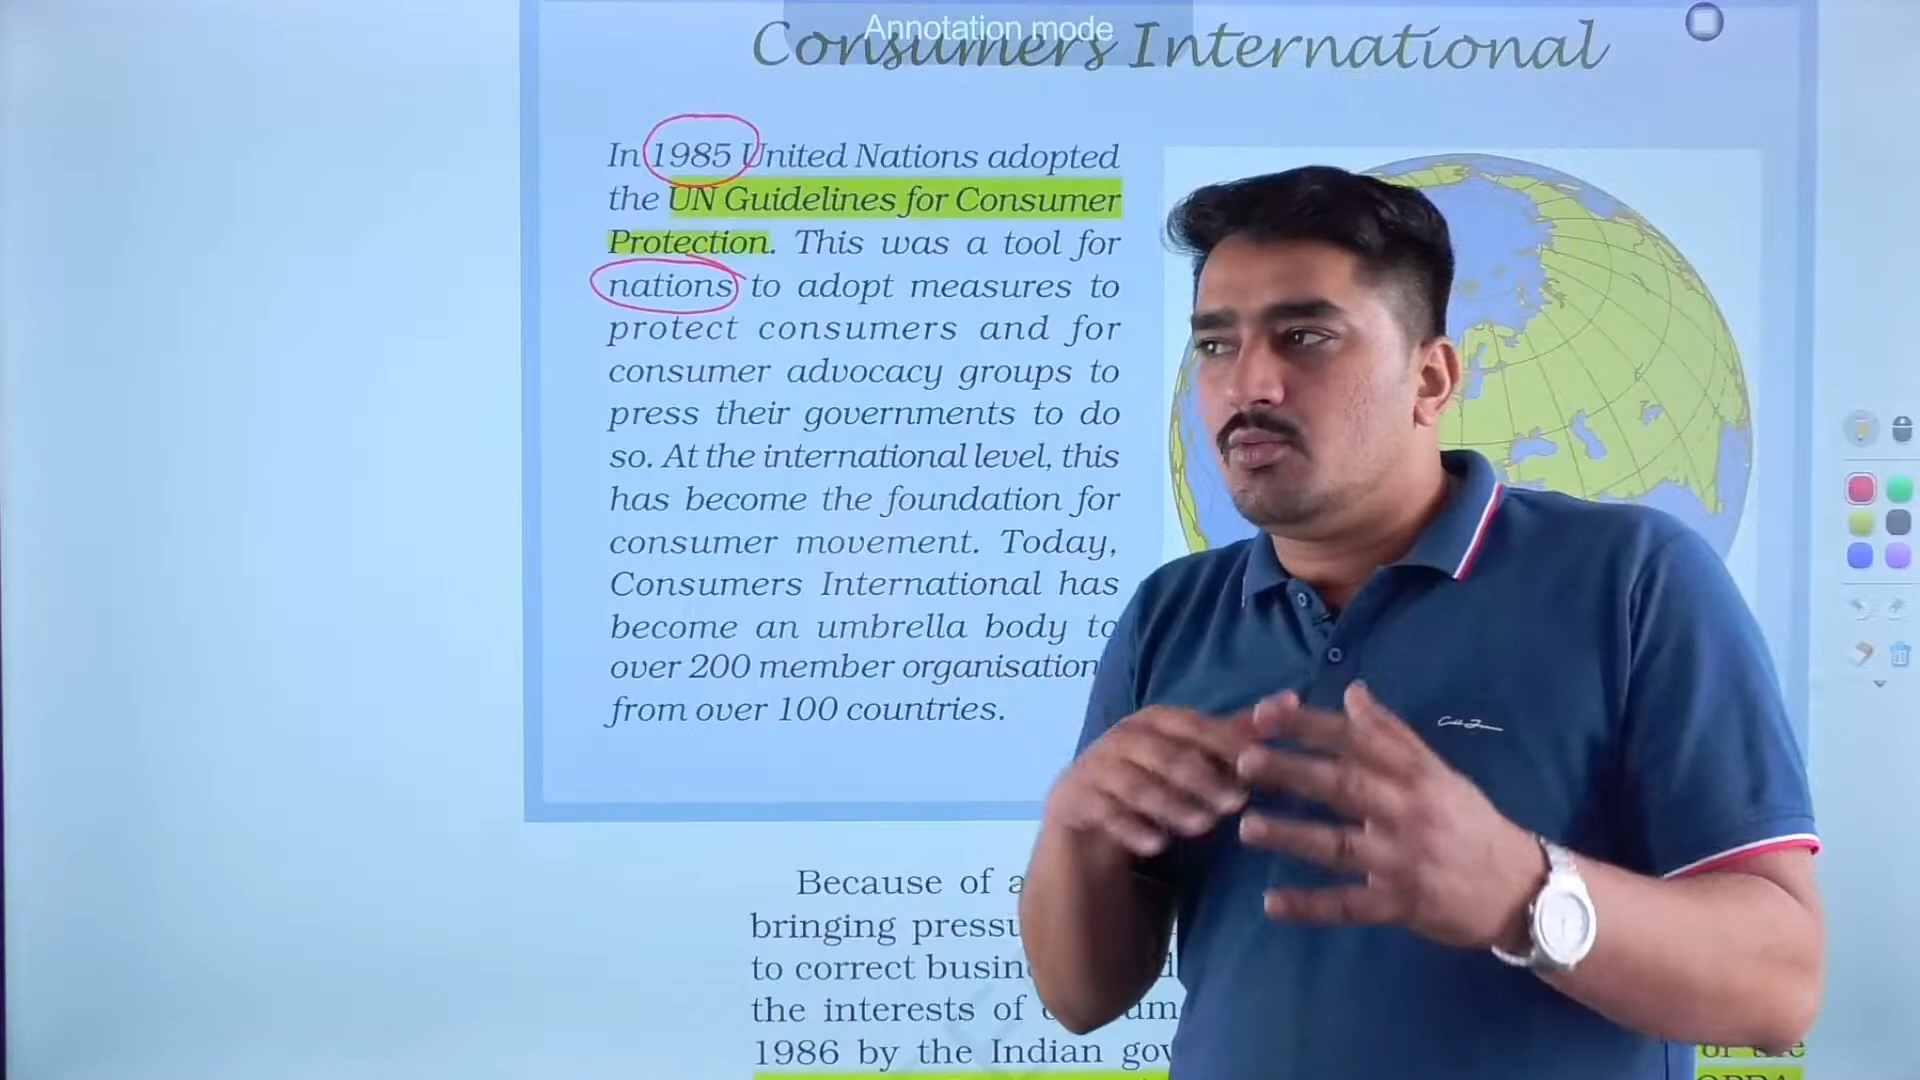 Annotation mode
Consumers International
In 1985 United Nations adopted
the UN Guidelines for Consumer
Protection. This was a tool for
nations to adopt measures to
protect consumers and for
consumer advocacy groups to
press their governments to do
so. At the international level, this
has become the foundation for
consumer movement. Today,
Consumers International has
become an umbrella body to
over 200 member organisation
from over 100 countries.
Because of
bringing
to correct
the interests of
1986 by the Indian